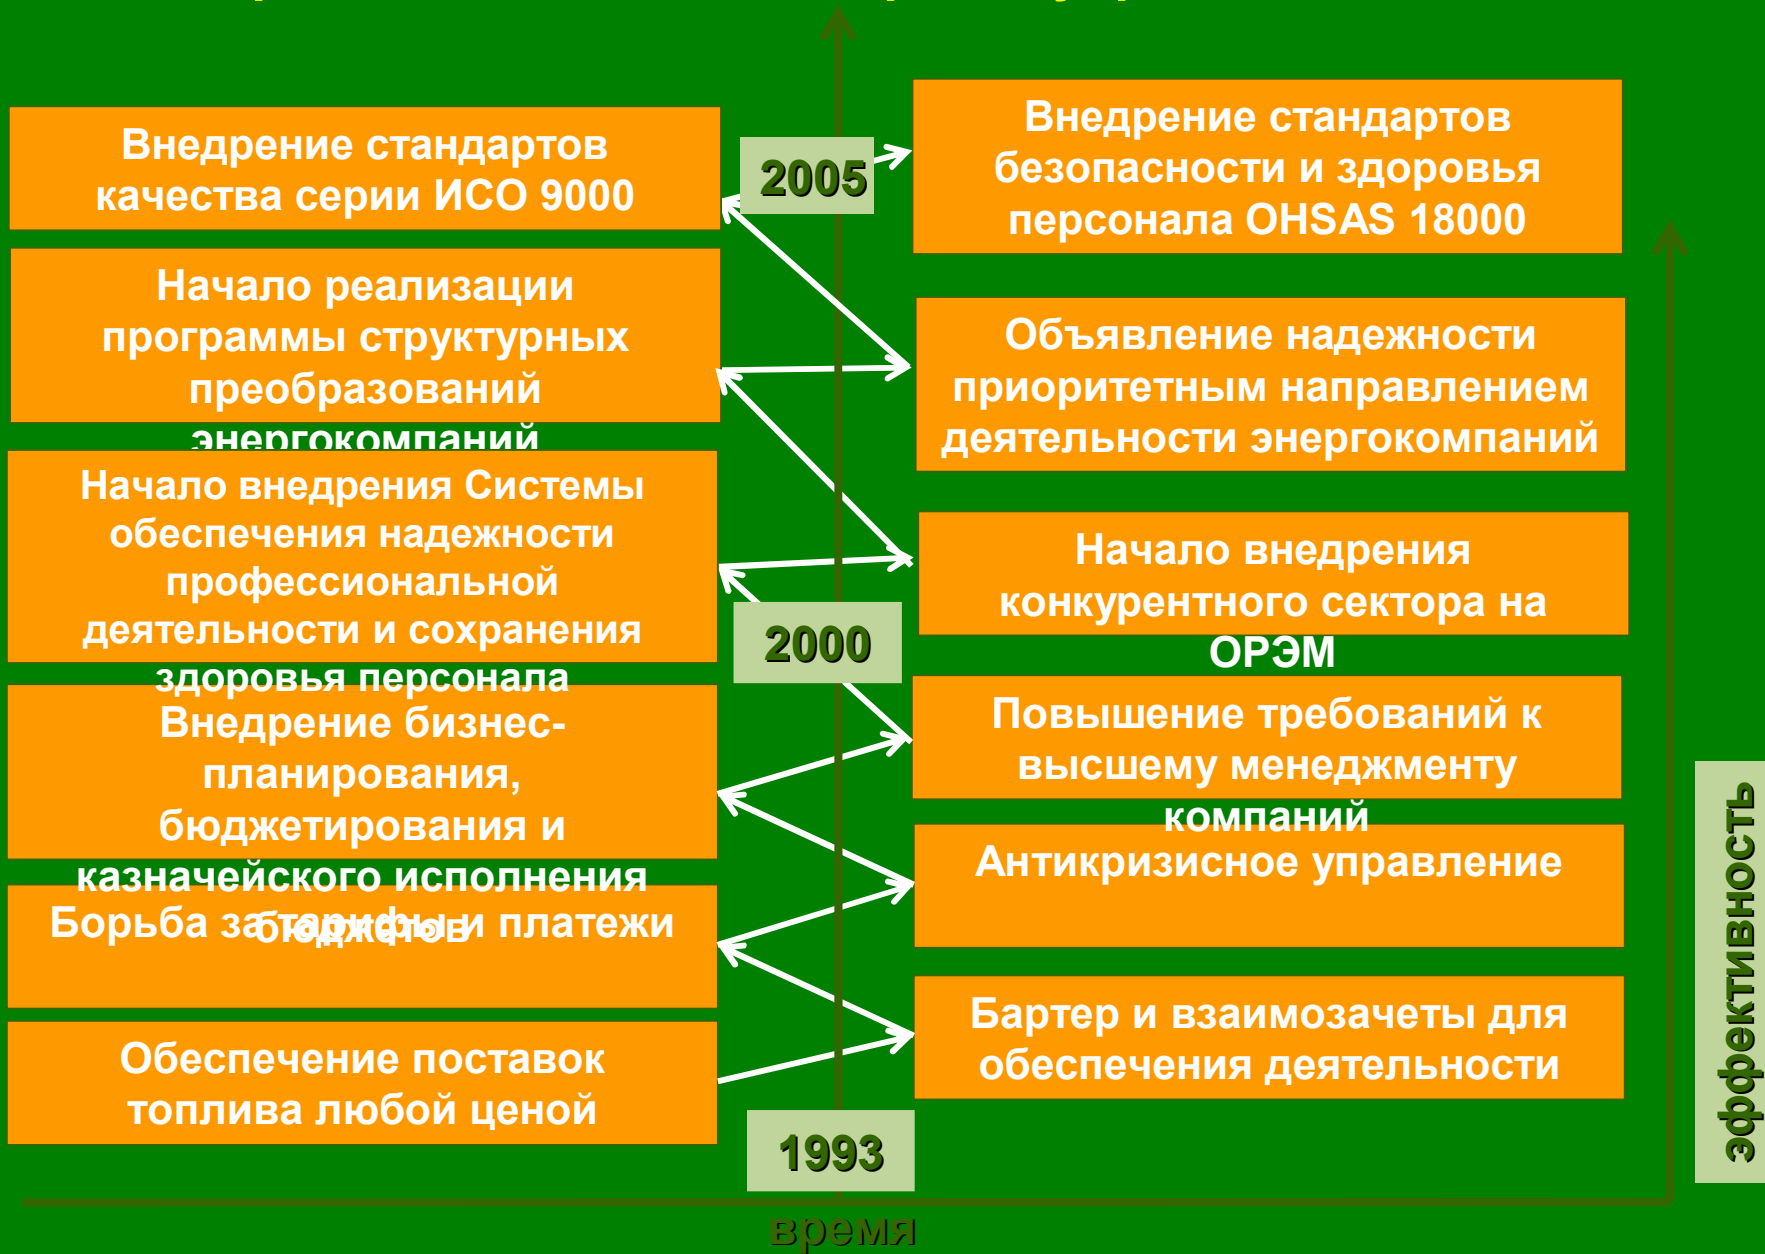 Внедрение стандартов
качества серии ИСО 9000
Начало реализации
программы структурных
преобразований
энергокомпаний
Начало внедрения Системы
обеспечения надежности
профессиональной
деятельности и сохранения
здоровья персонала
Внедрение бизнес-
планирования,
бюджетирования и
казначейского исполнения
бюджетов
Борьба за тарифы и платежи
Обеспечение поставок
топлива любой ценой
2005
2000
1993
время
Внедрение стандартов
безопасности и здоровья
персонала OHSAS 18000
Объявление надежности
приоритетным направлением
деятельности энергокомпаний
Начало внедрения
конкурентного сектора на
ОРЭМ
Повышение требований к
высшему менеджменту
компаний
Антикризисное управление
Бартер и взаимозачеты для
обеспечения деятельности
эффективность